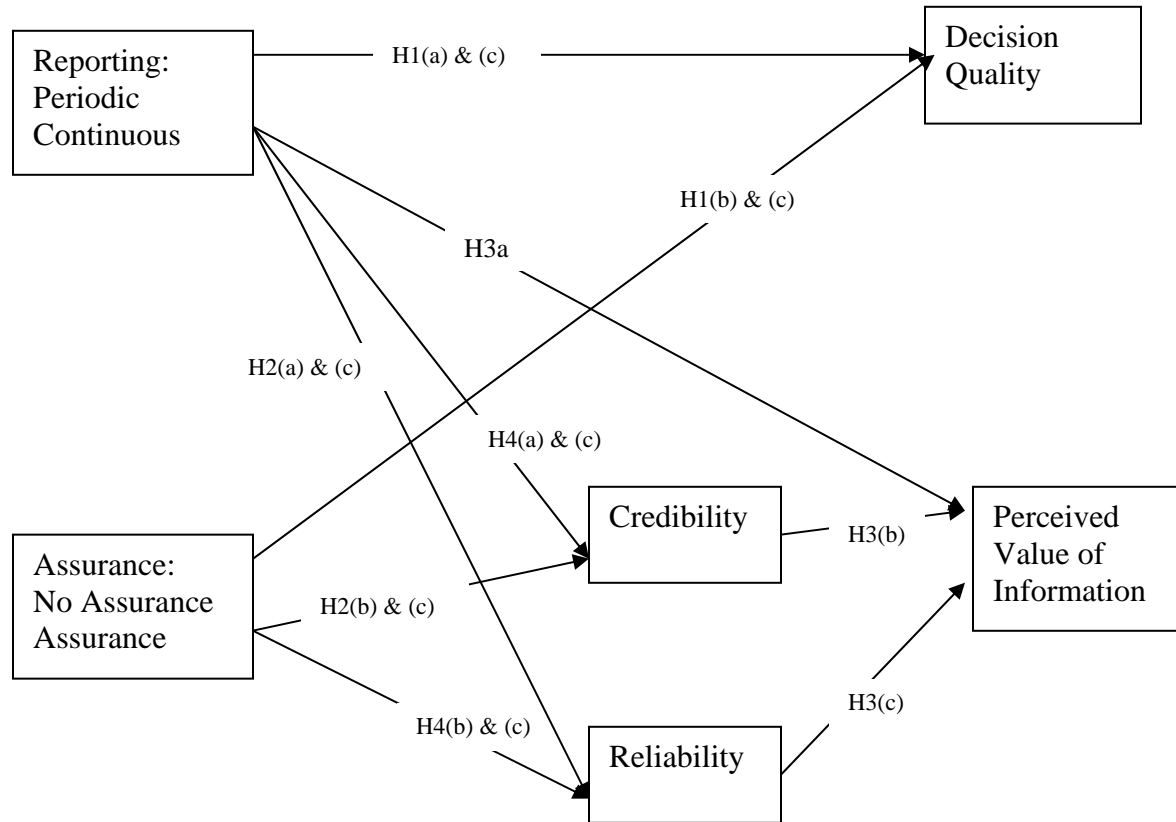 Reporting:
Periodic
Continuous
H1(a) & (c)
Decision
Quality
H1(b) & (c)
H3a
H2(a) & (c)
H4(a) & (c)
Credibility
H3(b)
Perceived
Value of
Information
Assurance:
No Assurance
Assurance
H2(b) & (c)
H4(b) & (c)
H3(c)
Reliability